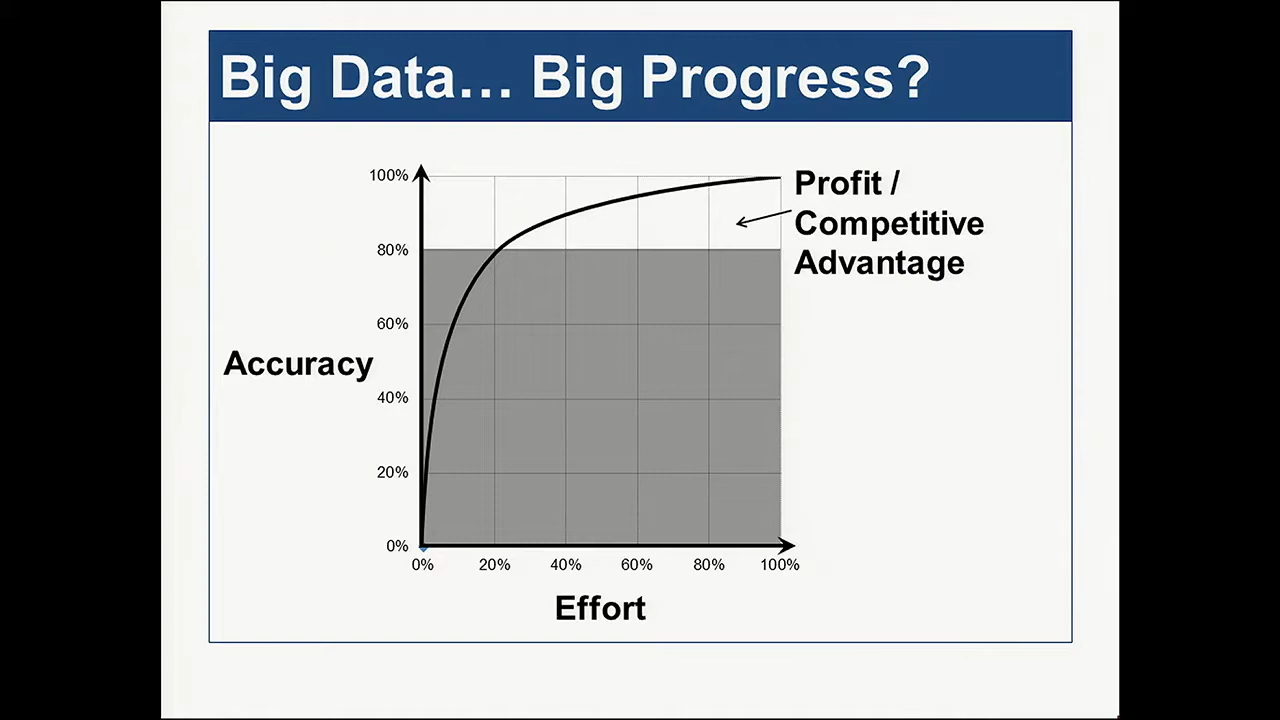 Big Data… Big Progress?
100%
80%
60%
40%
20%
0%
Accuracy
0% 20% 40% 60% 80% 100%
Effort
Profit /
Competitive
Advantage